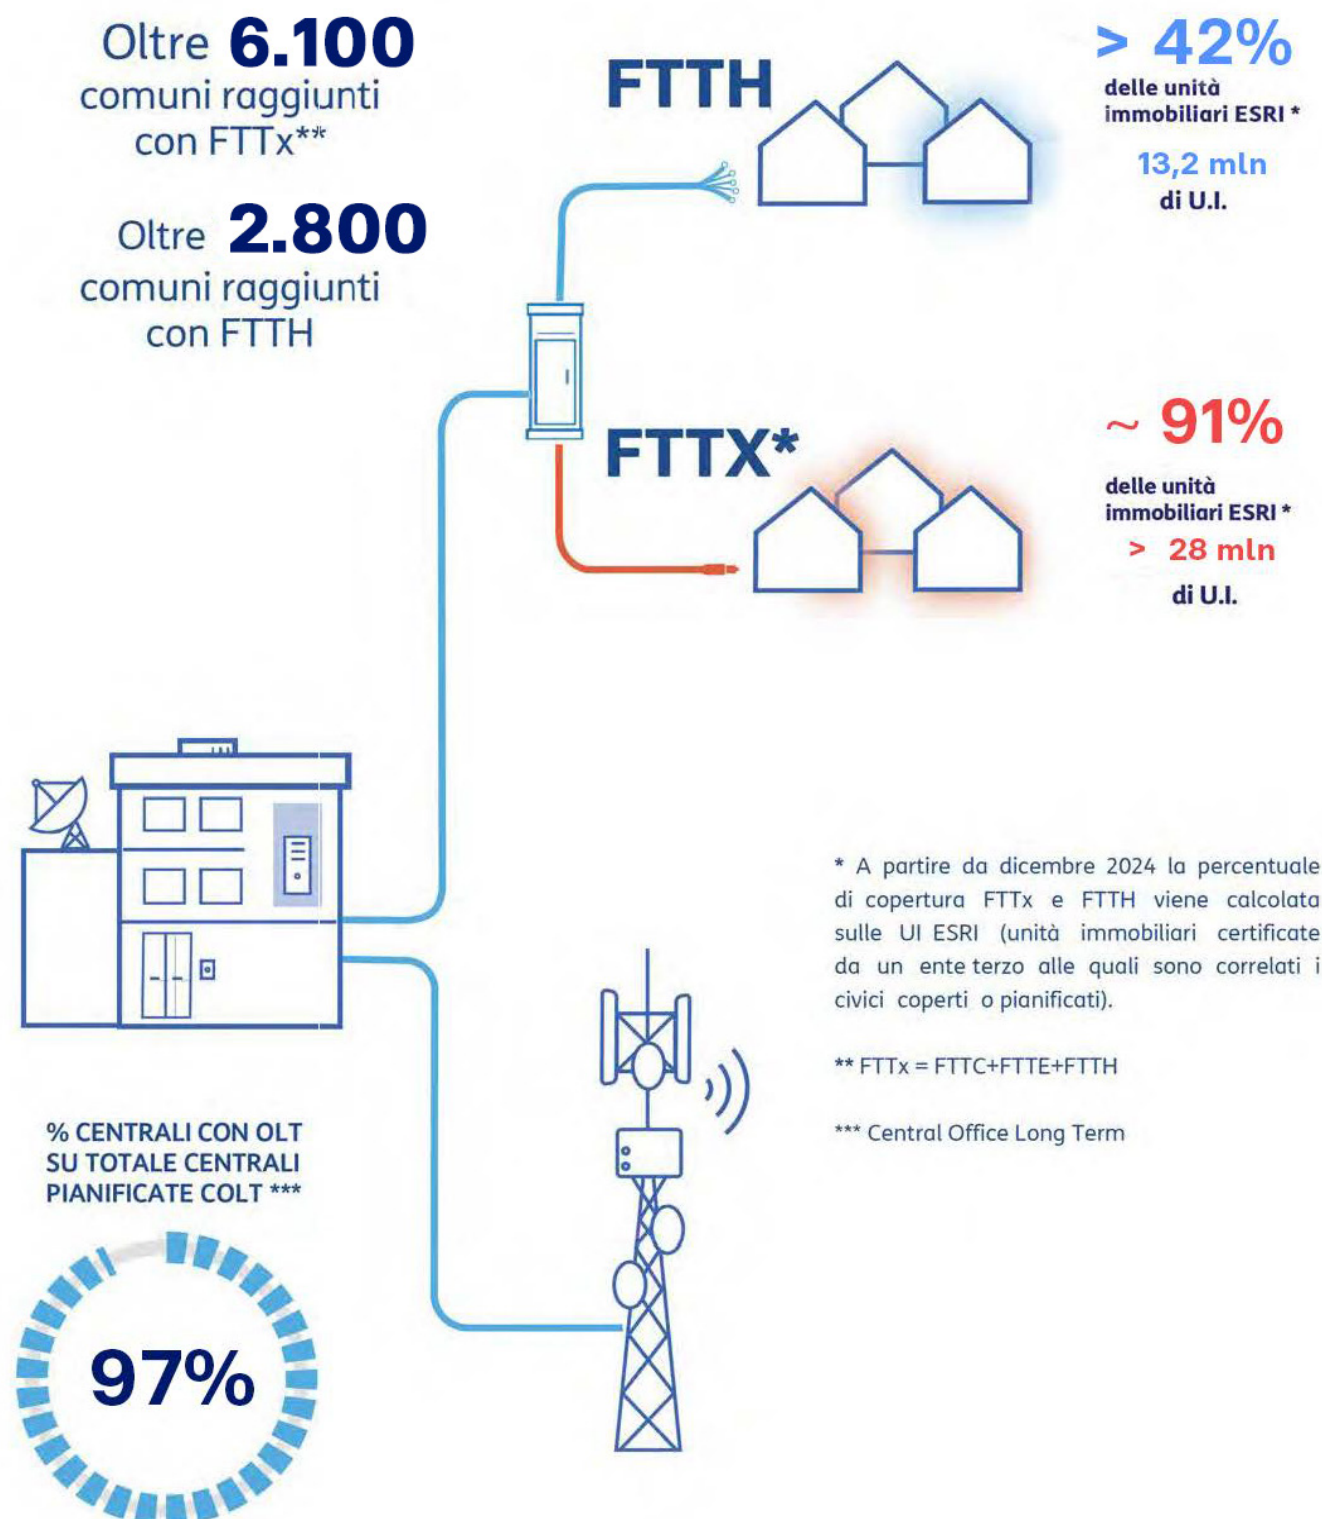 Oltre 6.100
comuni raggiunti
con FTTx**
Oltre 2.800
comuni raggiunti
con FTTH
FTTH
> 42%
delle unità
immobiliari ESRI *
13,2 mln
di U.I.
FTTX*
~ 91%
delle unità
immobiliari ESRI *
> 28 mln
di U.I.
* A partire da dicembre 2024 la percentuale
di copertura FTTx e FTTH viene calcolata
sulle UI ESRI (unità immobiliari certificate
da un ente terzo alle quali sono correlati i
civici coperti o pianificati).
** FTTx = FTTC+FTTE+FTTH
*** Central Office Long Term
% CENTRALI CON OLT
SU TOTALE CENTRALI
PIANIFICATE COLT ***
97%